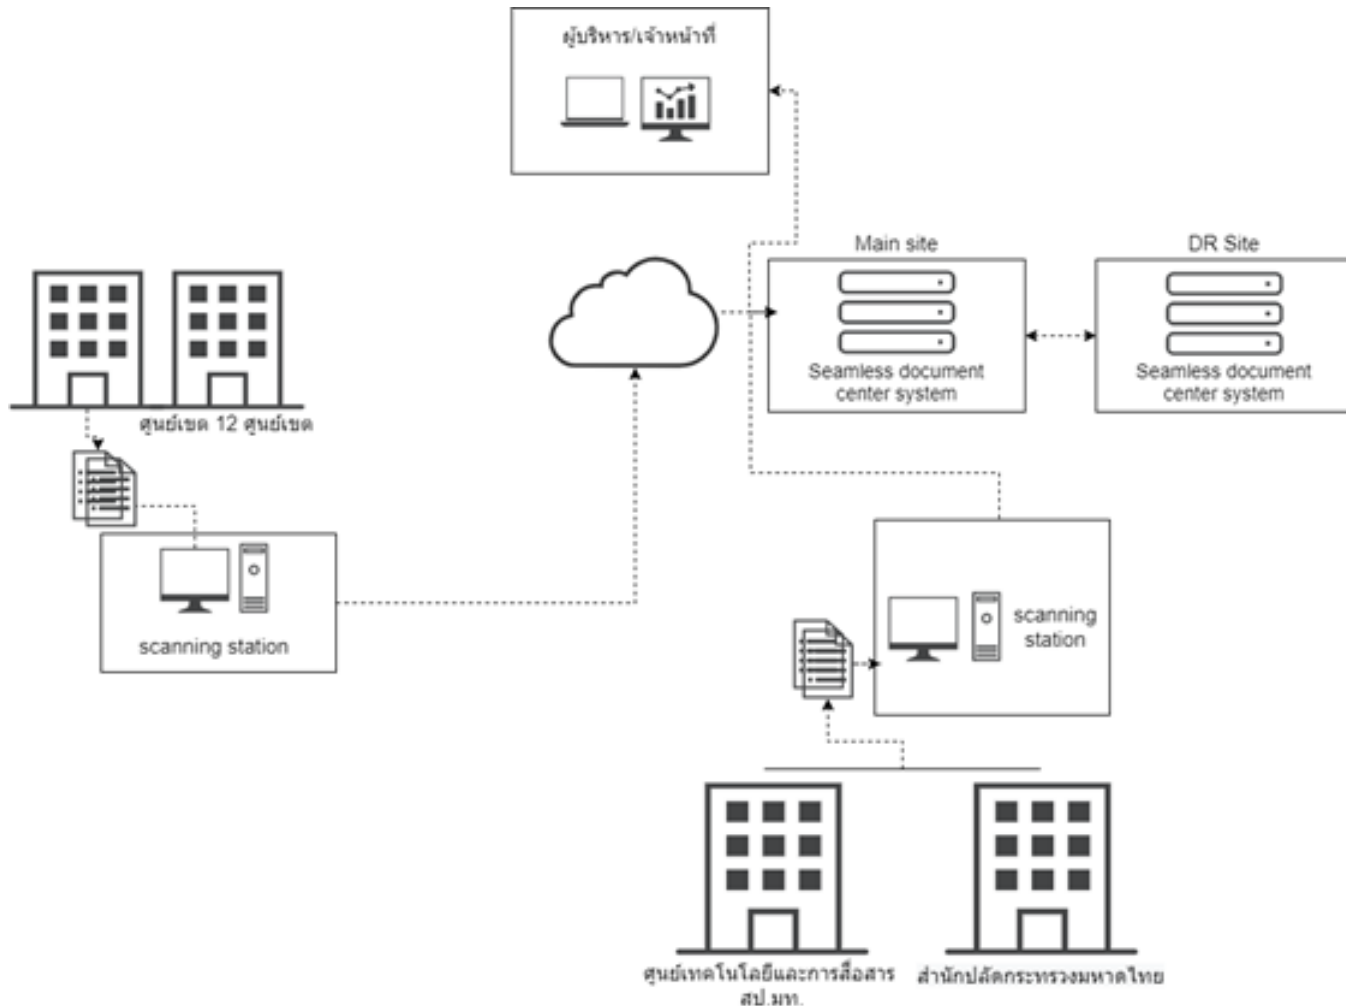 ผู้บริหาร/เจ้าหน้าที่
Main site
DR Site
Seamless document
center system
Seamless document
center system
ศูนย์เขต 12 ศูนย์เขต
scanning station
scanning
station
ศูนย์เทคโนโลยีและการสื่อสาร
สป.มท.
สำนักปลัดกระทรวงมหาดไทย